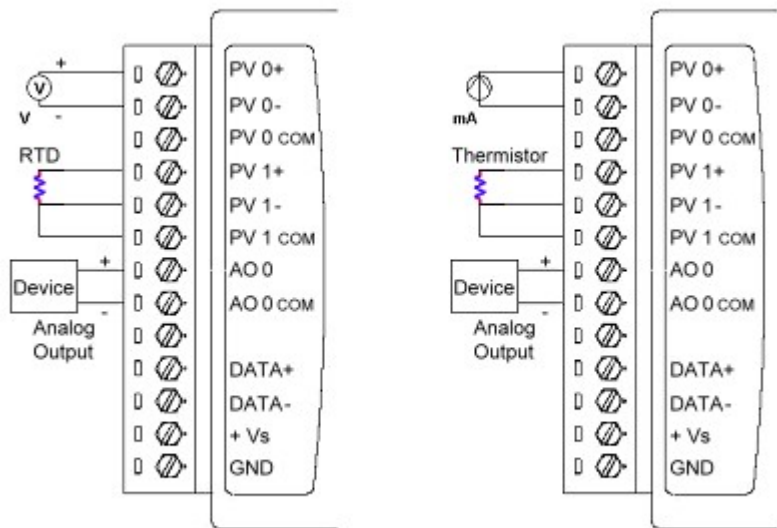 +
V
V
-
RTD
Device
+
-
Analog
Output
PV 0+
PV 0-
PV 0 COM
PV 1+
PV 1-
PV 1 COM
AO 0
AO 0 COM
DATA+
DATA-
+ Vs
GND
mA
Thermistor
Device
+
-
Analog
Output
PV 0+
PV 0-
PV 0 COM
PV 1+
PV 1-
PV 1 COM
AO 0
AO 0 COM
DATA+
DATA-
+ Vs
GND